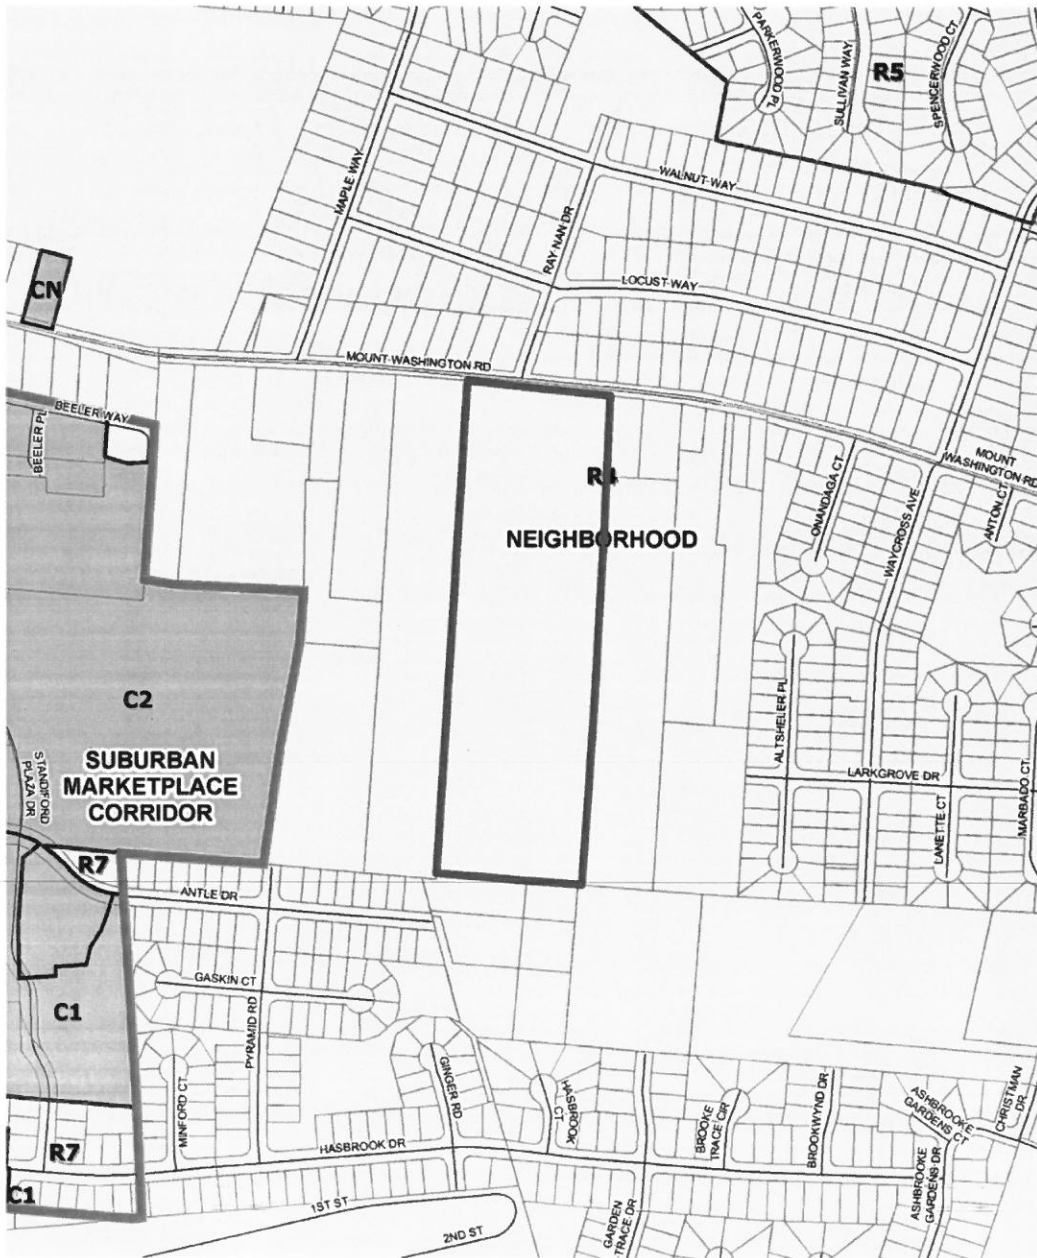 PARKERWOOD PL
SULLIVAN WAY
SPENCERWOOD CT
R5
MAPLE WAY
WALNUT WAY
RAY NAN DR
LOCUST WAY
CN
MOUNT WASHINGTON RD
BEELER WAY
BEELER PL
R4
NEIGHBORHOOD
ONANDAGA CT
WAYCROSS AVE
MOUNT
WASHINGTON RD
ANTON CT
C2
SUBURBAN
MARKETPLACE
CORRIDOR
STANDIFORD
PLAZA DR
ALTSHELER PL
LARKGROVE DR
LANETTE CT
MARBADO CT
R7
ANTLE DR
GASKIN CT
PYRAMID RD
C1
MINFORD CT
GINGER RD
HASBROOK
CT
BROOKE
TRACE CIR
BROOKWYND DR
ASHBROOKE
GARDENS CT
CHRISTMAN
DR
R7
HASBROOK DR
C1
1ST ST
2ND ST
GARDEN
TRACE DR
ASHBROOKE
GARDENS DR